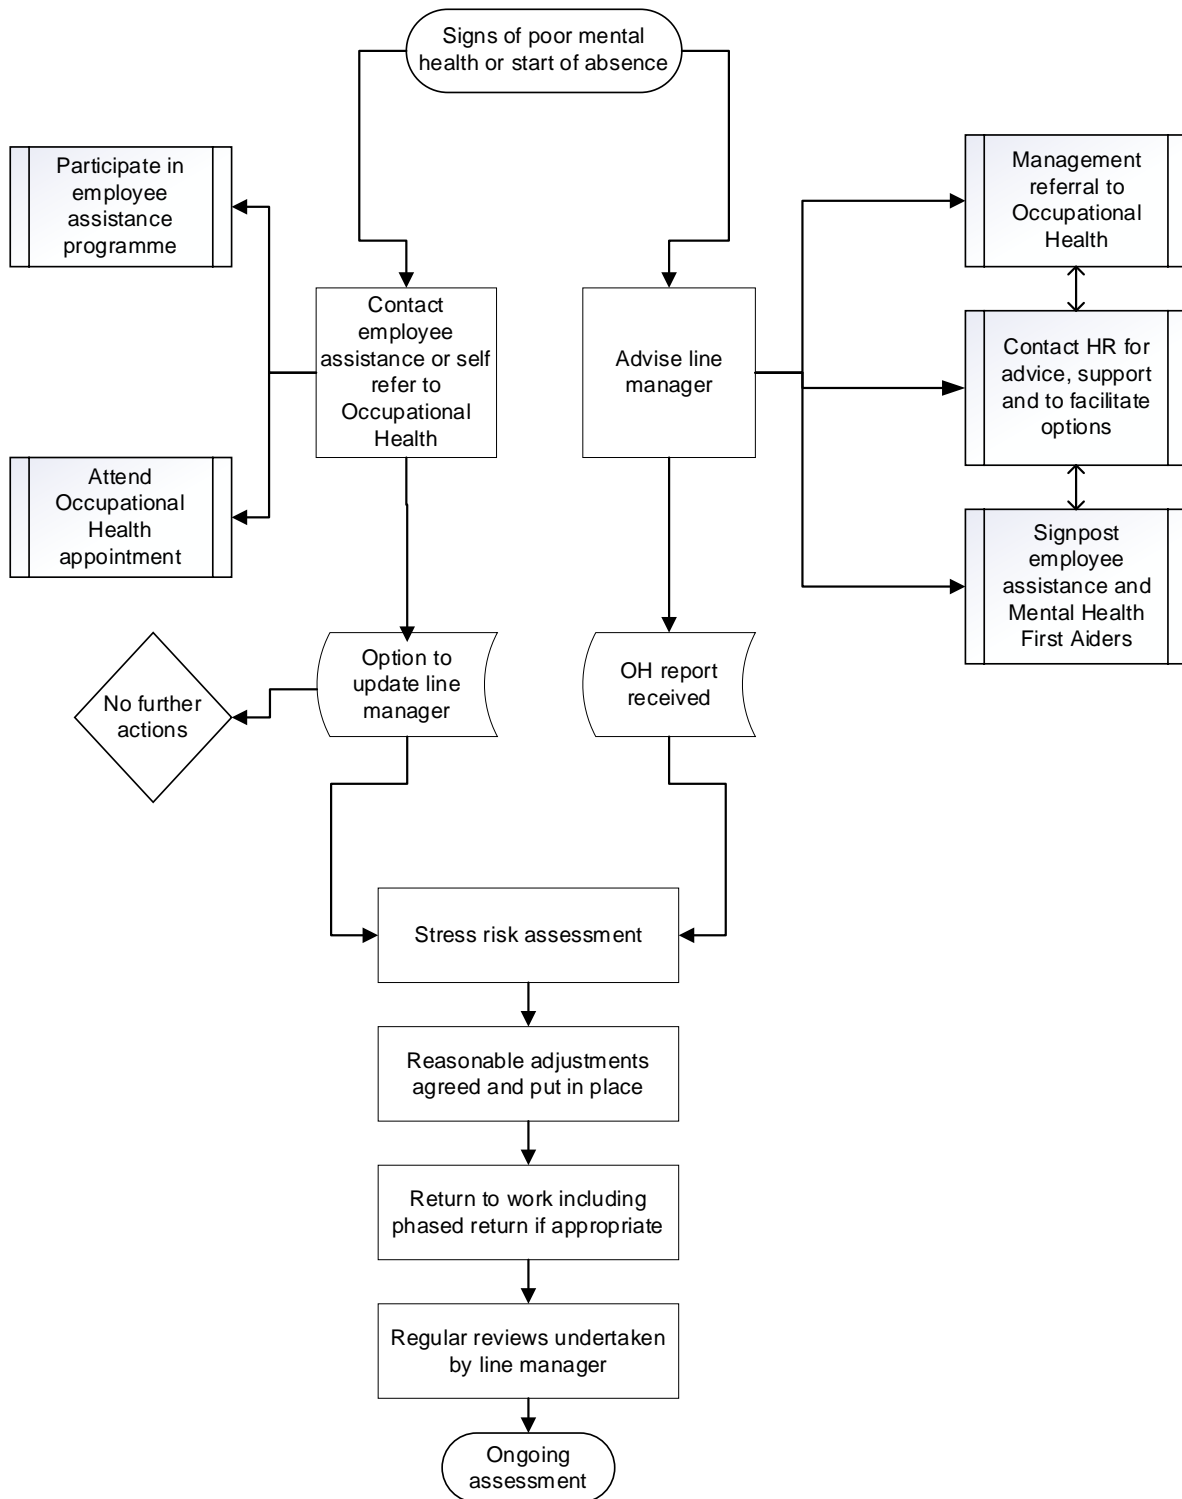 Signs of poor mental
health or start of absence
Participate in
employee
assistance
programme
Management
referral to
Occupational
Health
Contact
employee
assistance or self
refer to
Occupational
Health
Advise line
manager
Contact HR for
advice, support
and to facilitate
options
Attend
Occupational
Health
appointment
Signpost
employee
assistance and
Mental Health
First Aiders
No further
actions
Option to
update line
manager
OH report
received
Stress risk assessment
Reasonable adjustments
agreed and put in place
Return to work including
phased return if appropriate
Regular reviews undertaken
by line manager
Ongoing
assessment